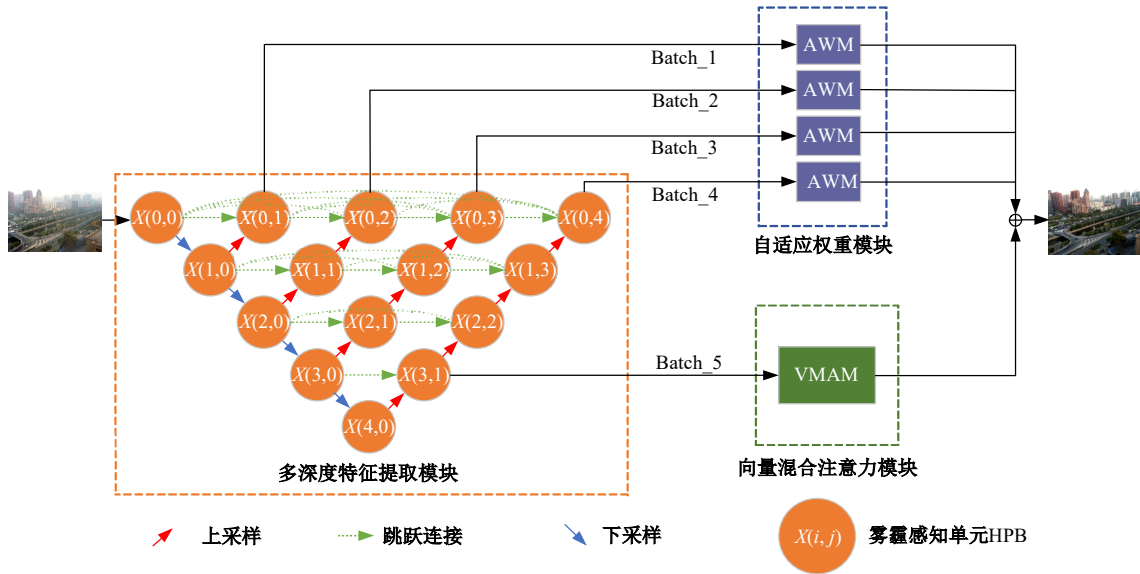 Batch_1
AWM
Batch_2
AWM
Batch_3
AWM
Batch_4
AWM
自适应权重模块
X(0,0)
X(0,1)
X(0,2)
X(0,3)
X(0,4)
X(1,0)
X(1,1)
X(1,2)
X(1,3)
X(2,0)
X(2,1)
X(2,2)
X(3,0)
X(3,1)
X(4,0)
多深度特征提取模块
Batch_5
VMAM
向量混合注意力模块
上采样
跳跃连接
下采样
X(i, j)
雾霾感知单元HPB